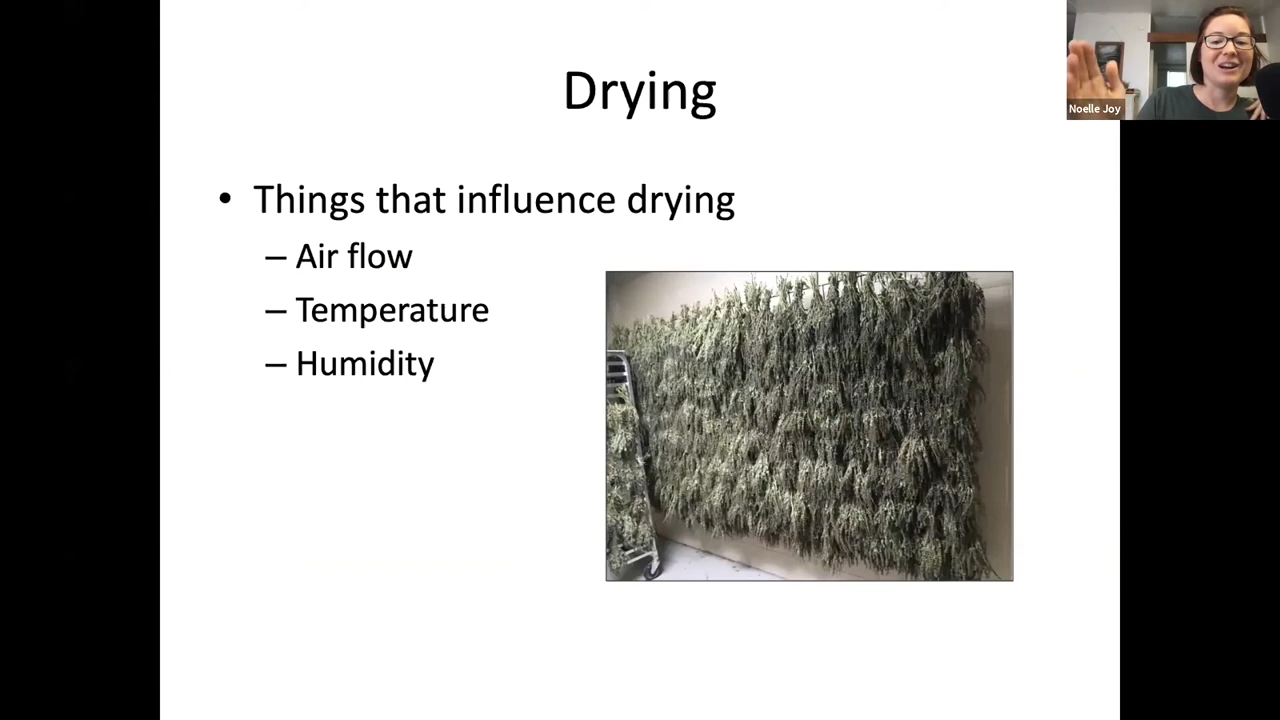 Drying
• Things that influence drying
– Air flow
– Temperature
– Humidity
Noelle Joy